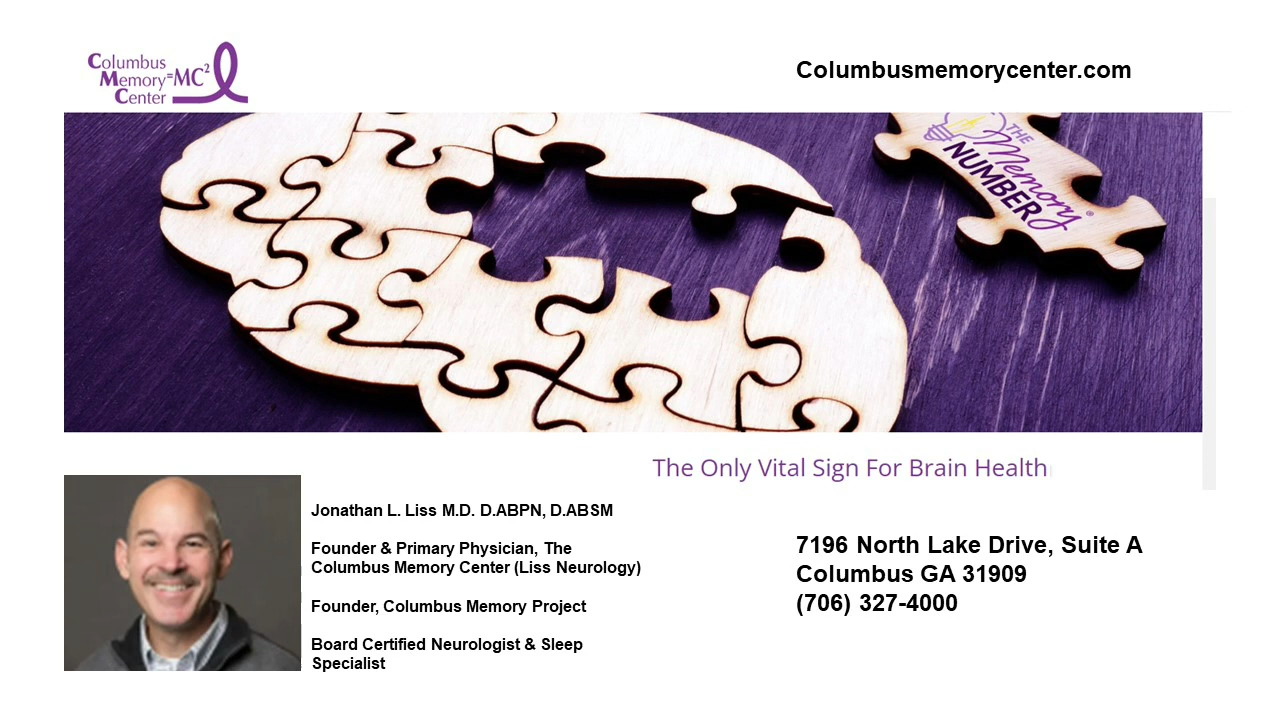 Columbus
Memory=MC2
Center
Columbusmemorycenter.com
THE
Memory
NUMBER®
The Only Vital Sign For Brain Health
Jonathan L. Liss M.D. D.ABPN, D.ABSM
Founder & Primary Physician, The
Columbus Memory Center (Liss Neurology)
Founder, Columbus Memory Project
Board Certified Neurologist & Sleep
Specialist
7196 North Lake Drive, Suite A
Columbus GA 31909
(706) 327-4000